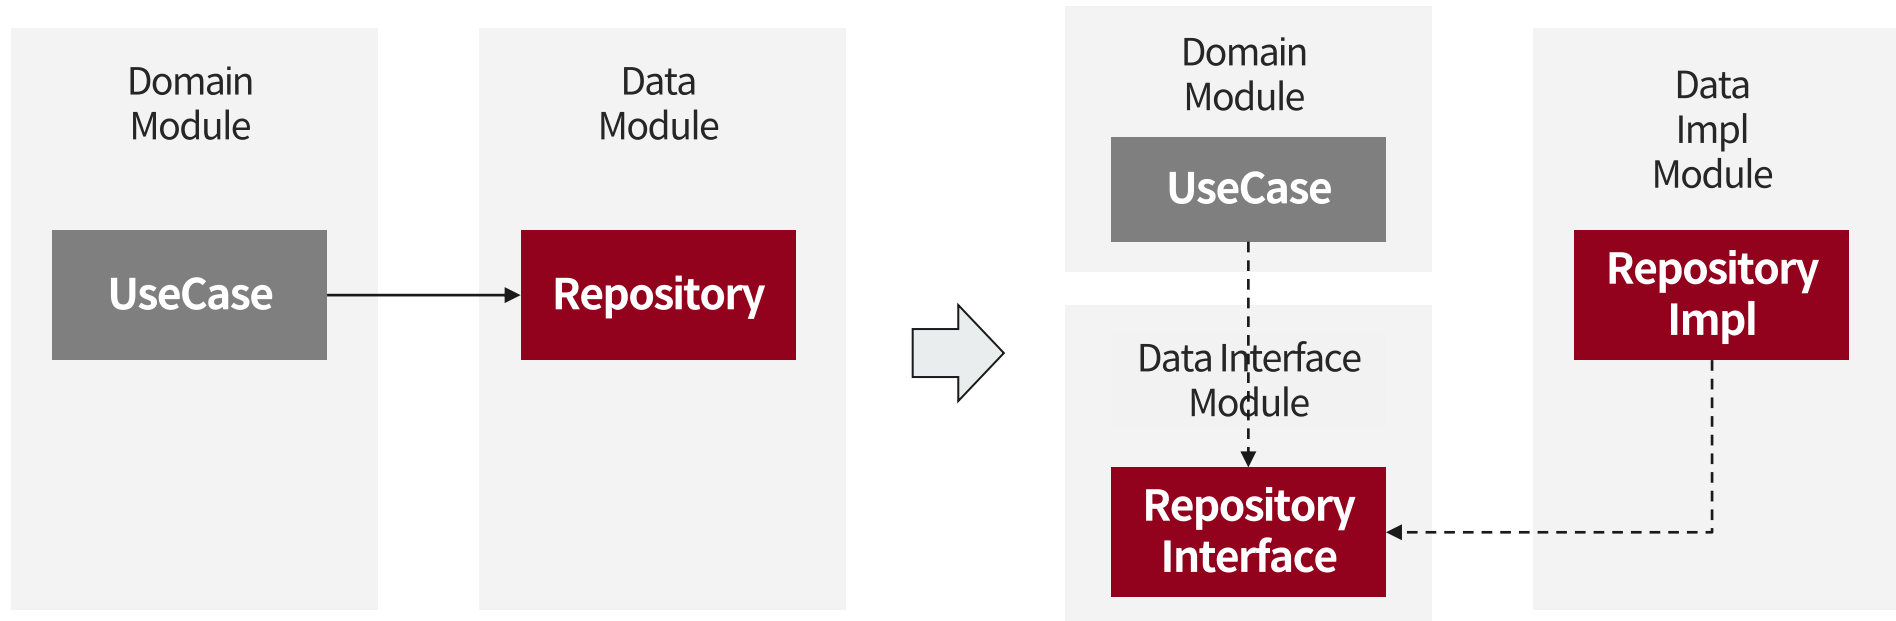 Domain
Module
UseCase
Data
Module
Repository
Domain
Module
UseCase
Data Interface
Module
Repository
Interface
Data
Impl
Module
Repository
Impl